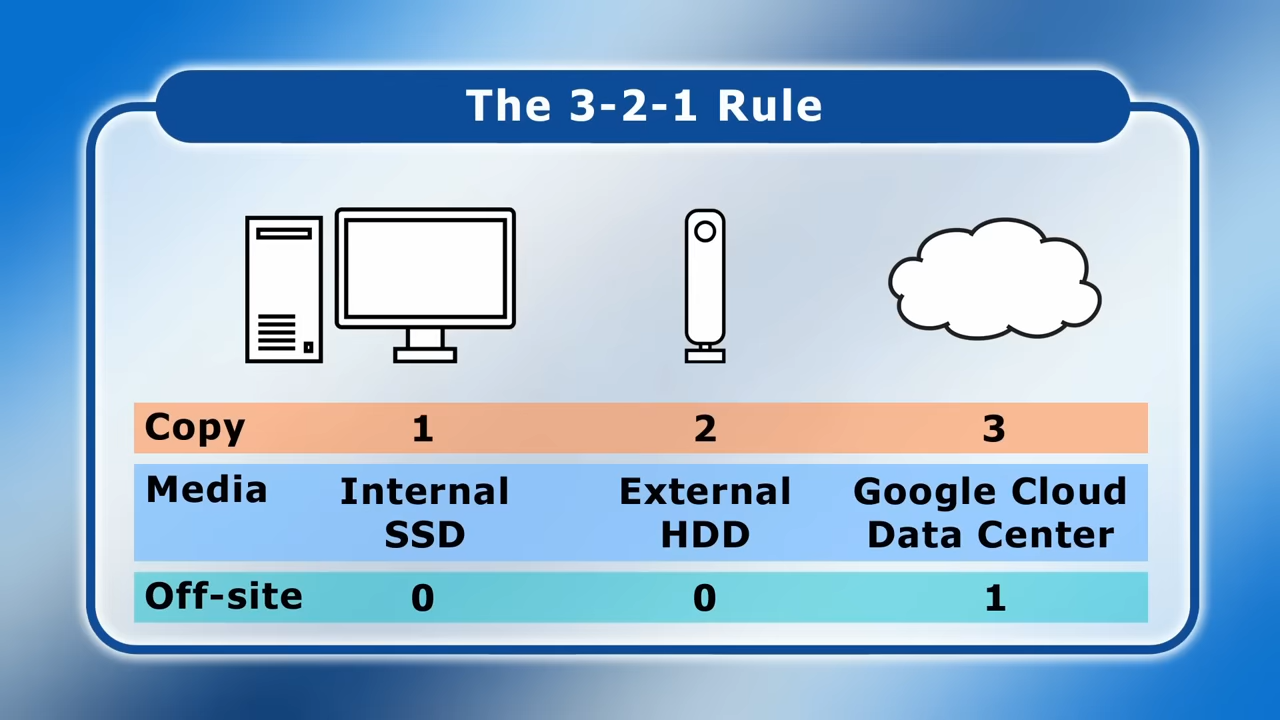 The 3-2-1 Rule
Copy 1 2 3
Media Internal SSD External HDD Google Cloud Data Center
Off-site 0 0 1